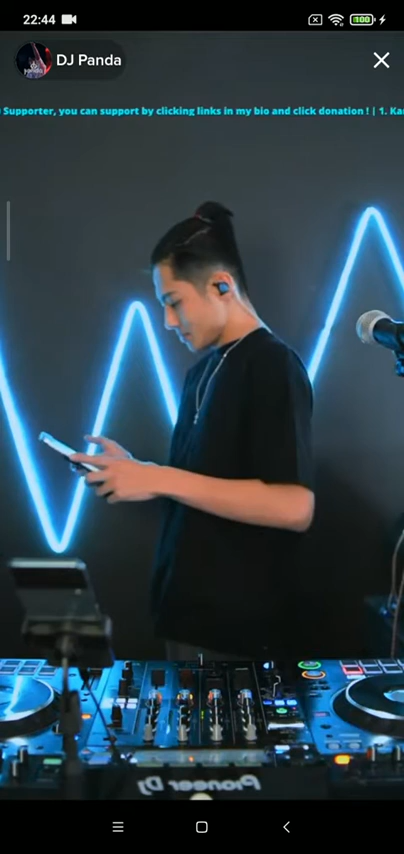 22:44
100
DJ Panda
Supporter, you can support by clicking links in my bio and click donation ! | 1. Ka
Pioneer Dj